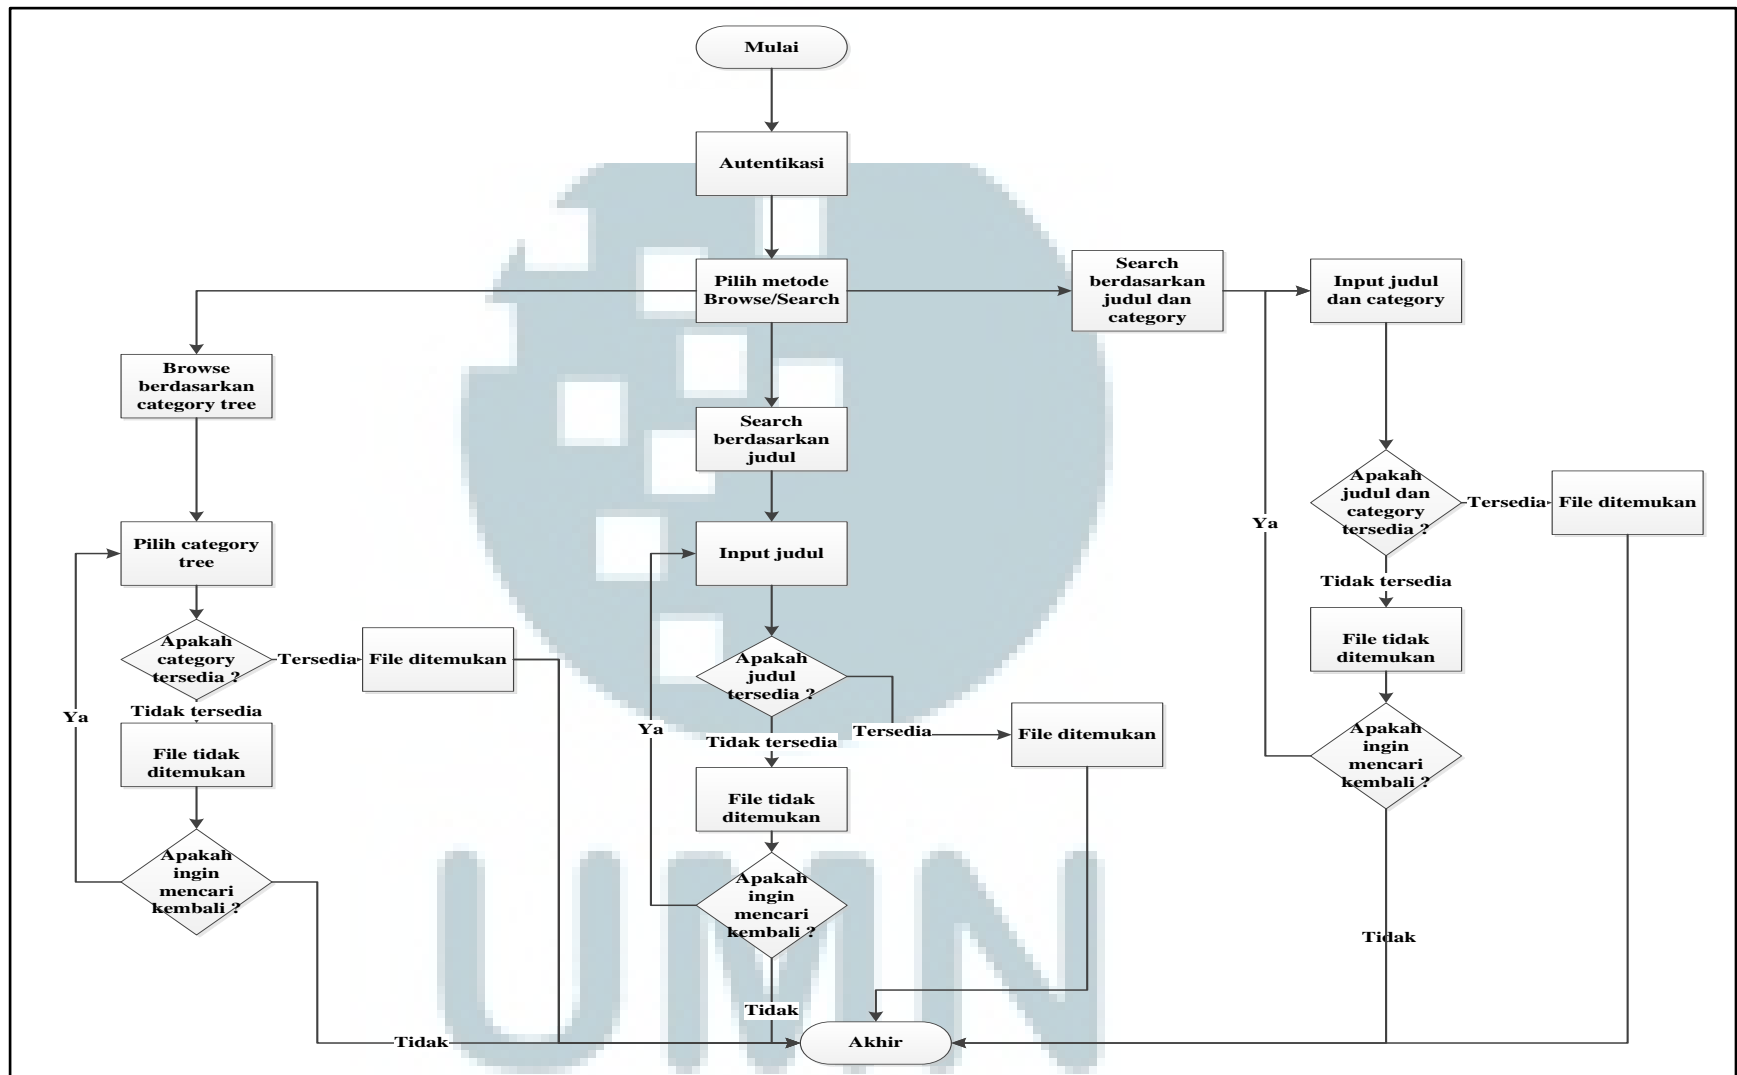 Mulai
Autentikasi
Pilih metode
Browse/Search
Search
berdasarkan
judul dan
category
Input judul
dan category
Browse
berdasarkan
category tree
Search
berdasarkan
judul
Apakah
judul dan
category
tersedia ?
Tersedia
File ditemukan
Ya
Pilih category
tree
Input judul
Tidak tersedia
File tidak
ditemukan
Apakah
category
tersedia ?
Tersedia
File ditemukan
Apakah
judul
tersedia ?
Tersedia
File ditemukan
Ya
Tidak tersedia
Ya
Tidak tersedia
Apakah
ingin
mencari
kembali ?
File tidak
ditemukan
File tidak
ditemukan
Apakah
ingin
mencari
kembali ?
Apakah
ingin
mencari
kembali ?
Tidak
Tidak
Tidak
Akhir
UMN